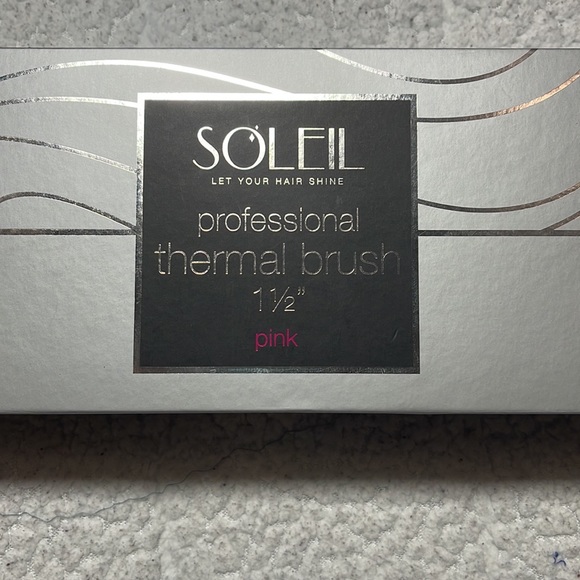 SOLEIL
LET YOUR HAIR SHINE
professional
thermal brush
1½”
pink